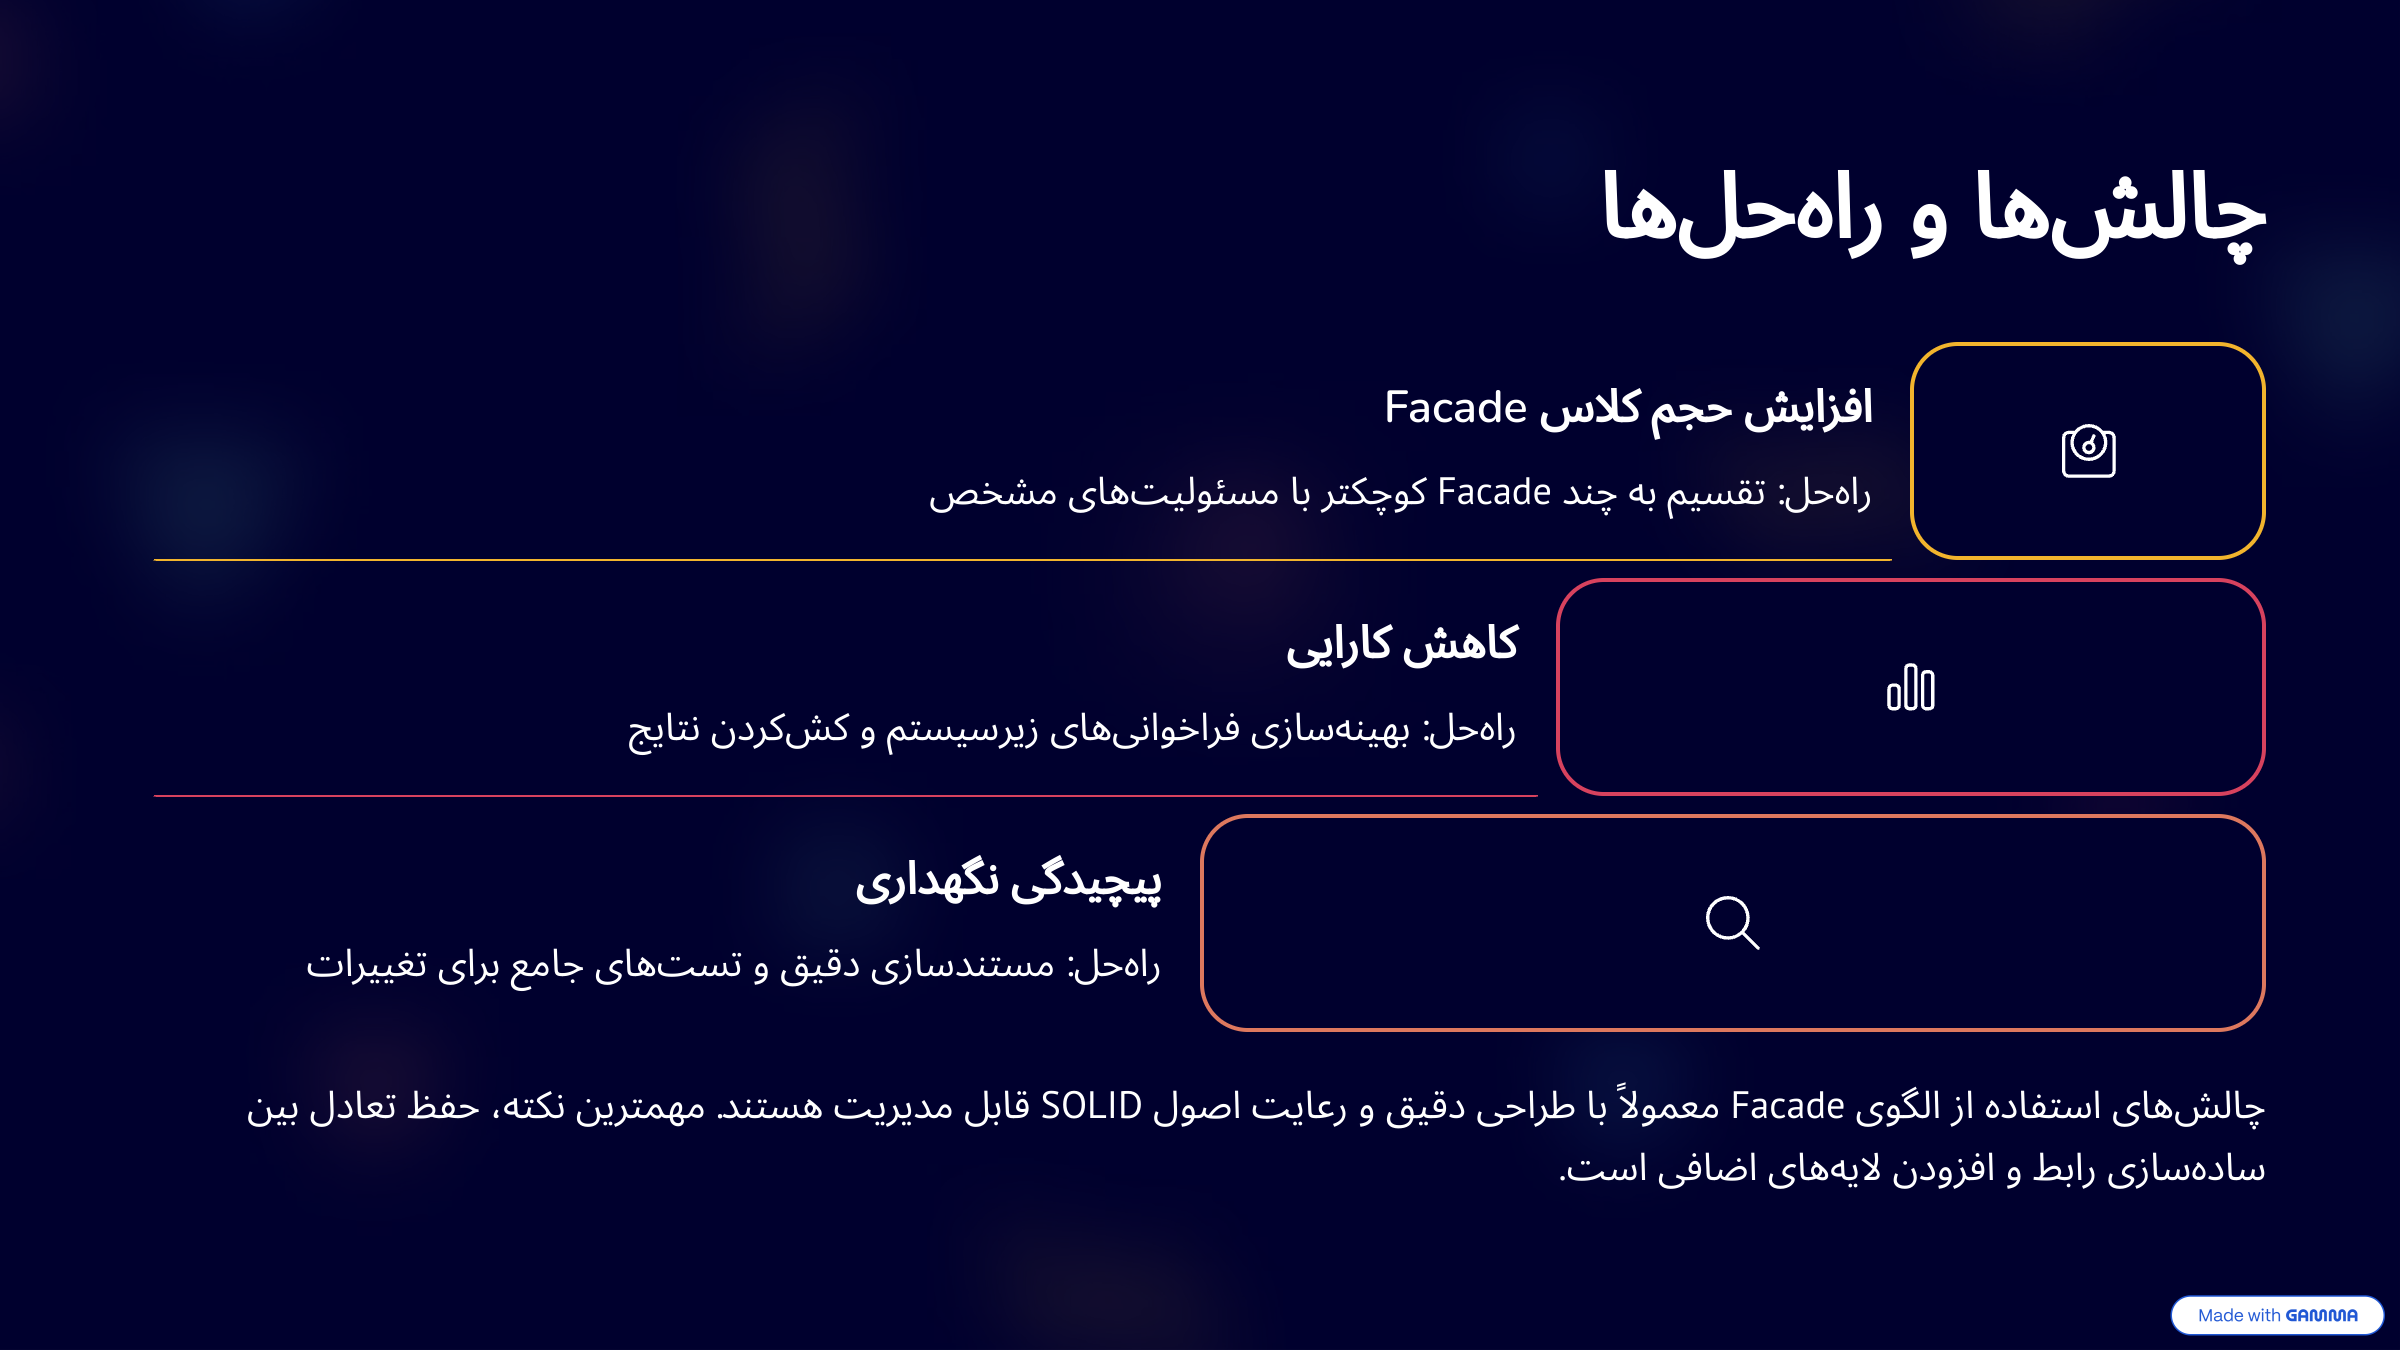 چالش‌ها و راه‌حل‌ها
افزایش حجم کلاس Facade
راه‌حل: تقسیم به چند Facade کوچکتر با مسئولیت‌های مشخص
کاهش کارایی
راه‌حل: بهینه‌سازی فراخوانی‌های زیرسیستم و کش‌کردن نتایج
پیچیدگی نگهداری
راه‌حل: مستندسازی دقیق و تست‌های جامع برای تغییرات
چالش‌های استفاده از الگوی Facade معمولاً با طراحی دقیق و رعایت اصول SOLID قابل مدیریت هستند. مهمترین نکته، حفظ تعادل بین
ساده‌سازی رابط و افزودن لایه‌های اضافی است.
Made with GAMMA